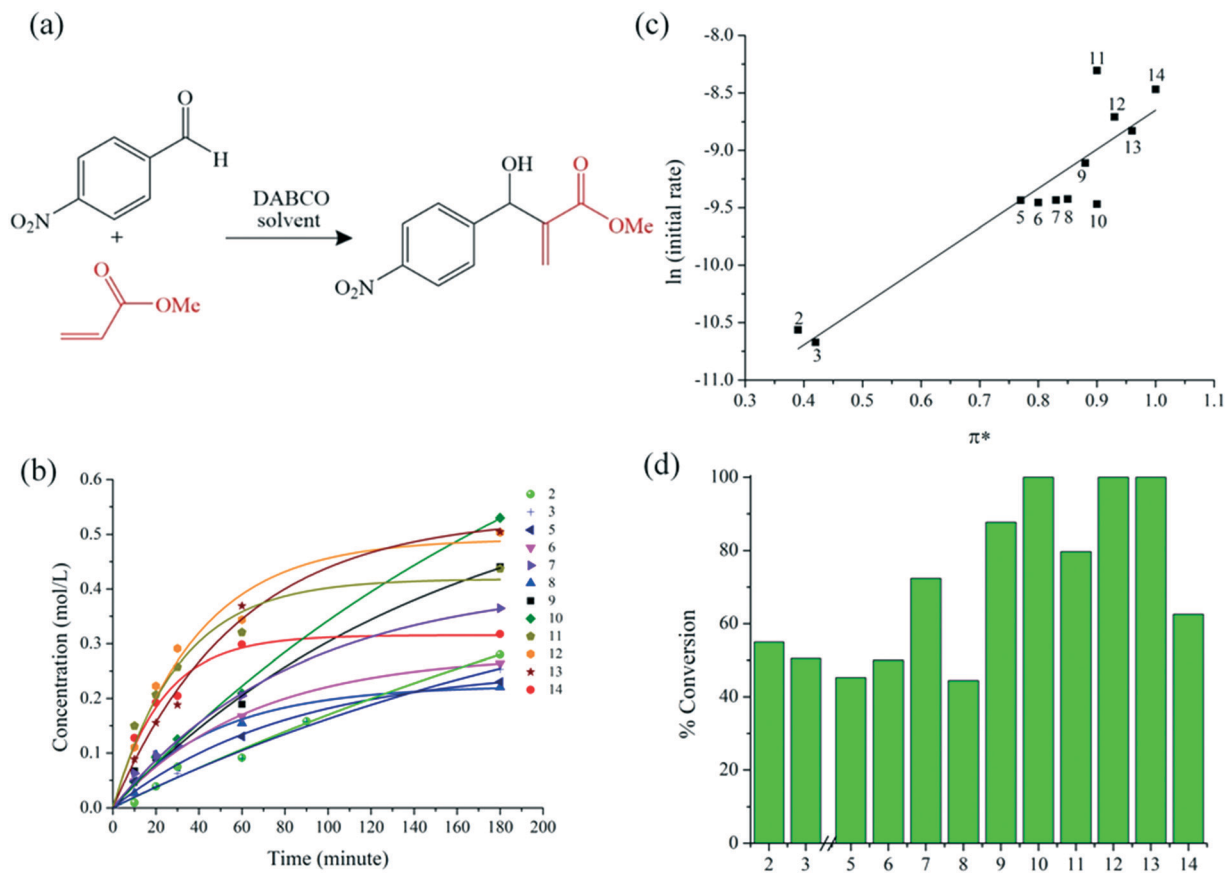 (a)
O
H
NO₂
+
O
OMe
DABCO
solvent
OH
O
OMe
NO₂
(c)
ln (initial rate)
-8.0
-8.5
-9.0
-9.5
-10.0
-10.5
-11.0
11
14
12
13
9
5 6 7 8 10
2
3
0.3 0.4 0.5 0.6 0.7 0.8 0.9 1.0 1.1
π*
(b)
Concentration (mol/L)
0.6
0.5
0.4
0.3
0.2
0.1
0.0
0 20 40 60 80 100 120 140 160 180 200
Time (minute)
2
3
5
6
7
8
9
10
11
12
13
14
(d)
% Conversion
100
80
60
40
20
0
2 3 5 6 7 8 9 10 11 12 13 14